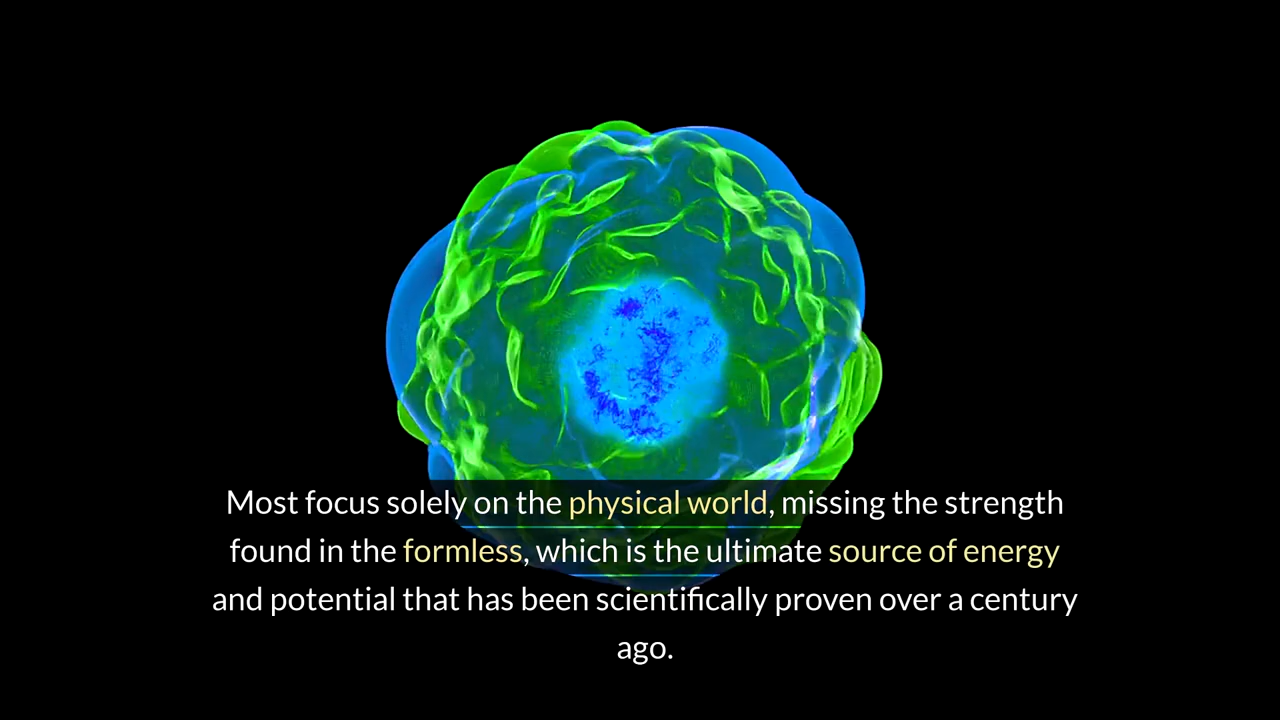 Most focus solely on the physical world, missing the strength
found in the formless, which is the ultimate source of energy
and potential that has been scientifically proven over a century
ago.